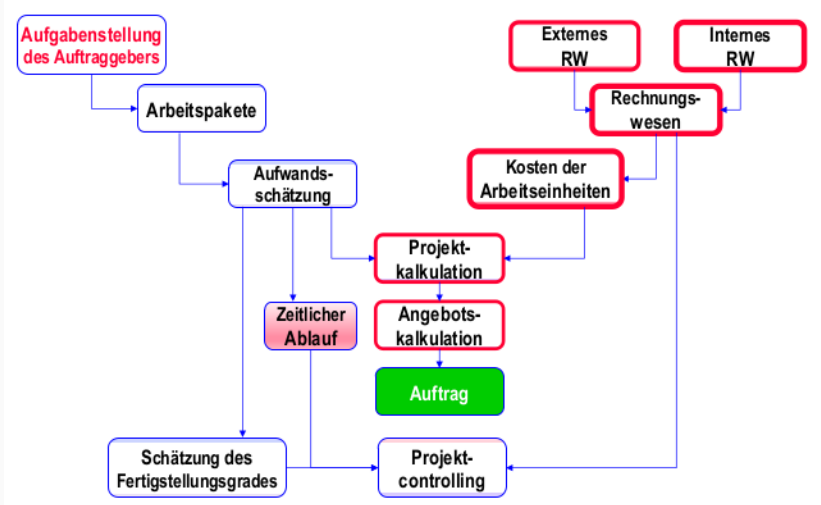 Aufgabenstellung
des Auftraggebers
Externes
RW
Internes
RW
Arbeitspakete
Rechnungs-
wesen
Aufwands-
schätzung
Kosten der
Arbeitseinheiten
Projekt-
kalkulation
Zeitlicher
Ablauf
Angebots-
kalkulation
Auftrag
Schätzung des
Fertigstellungsgrades
Projekt-
controlling